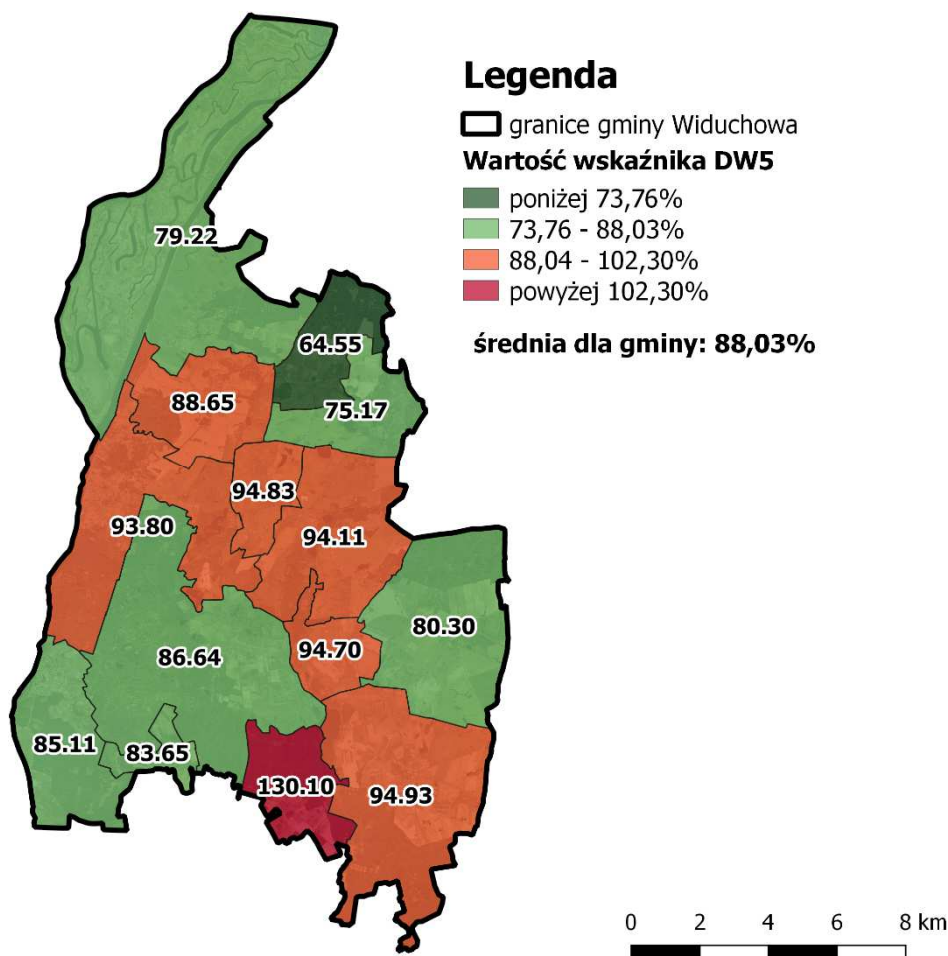 Legenda
granice gminy Widuchowa
Wartość wskaźnika DW5
poniżej 73,76%
73,76 - 88,03%
88,04 - 102,30%
powyżej 102,30%
średnia dla gminy: 88,03%
79.22
64.55
88.65
75.17
94.83
93.80
94.11
80.30
94.70
86.64
85.11
83.65
130.10
94.93
0 2 4 6 8 km